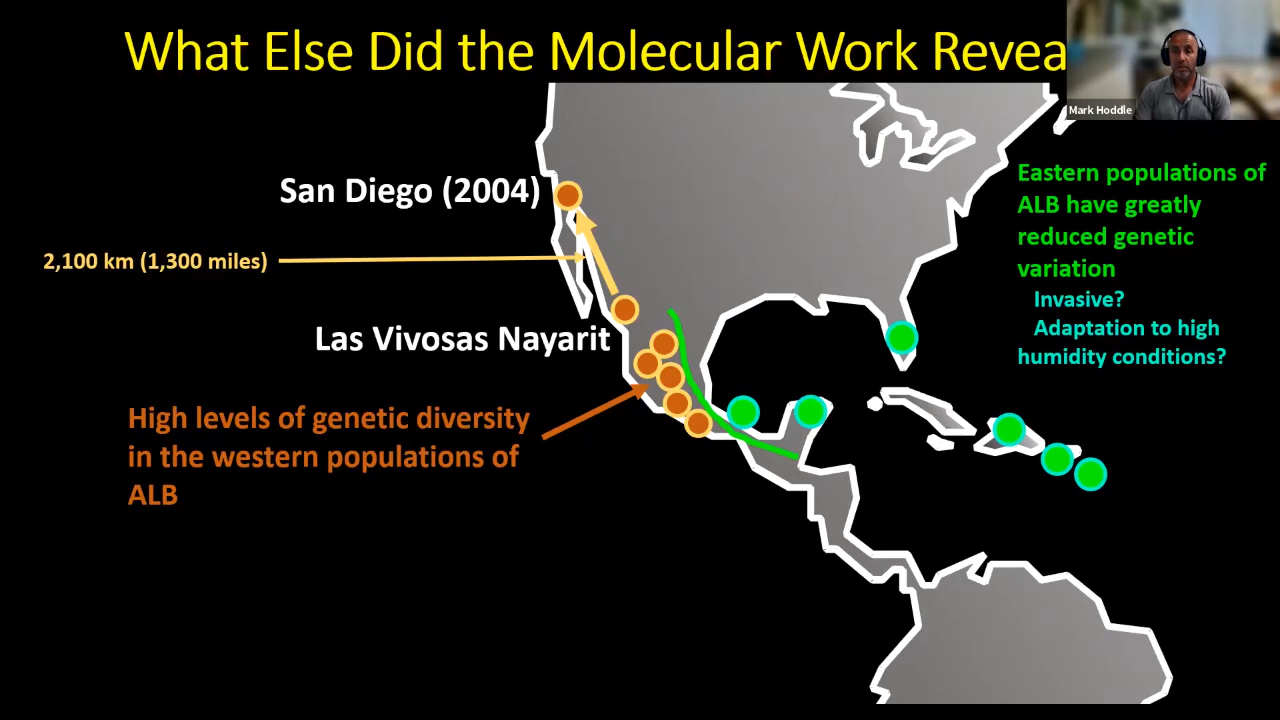 What Else Did the Molecular Work Revea
Mark Hoddle
San Diego (2004)
2,100 km (1,300 miles)
Las Vivosas Nayarit
High levels of genetic diversity
in the western populations of
ALB
Eastern populations of
ALB have greatly
reduced genetic
variation
Invasive?
Adaptation to high
humidity conditions?